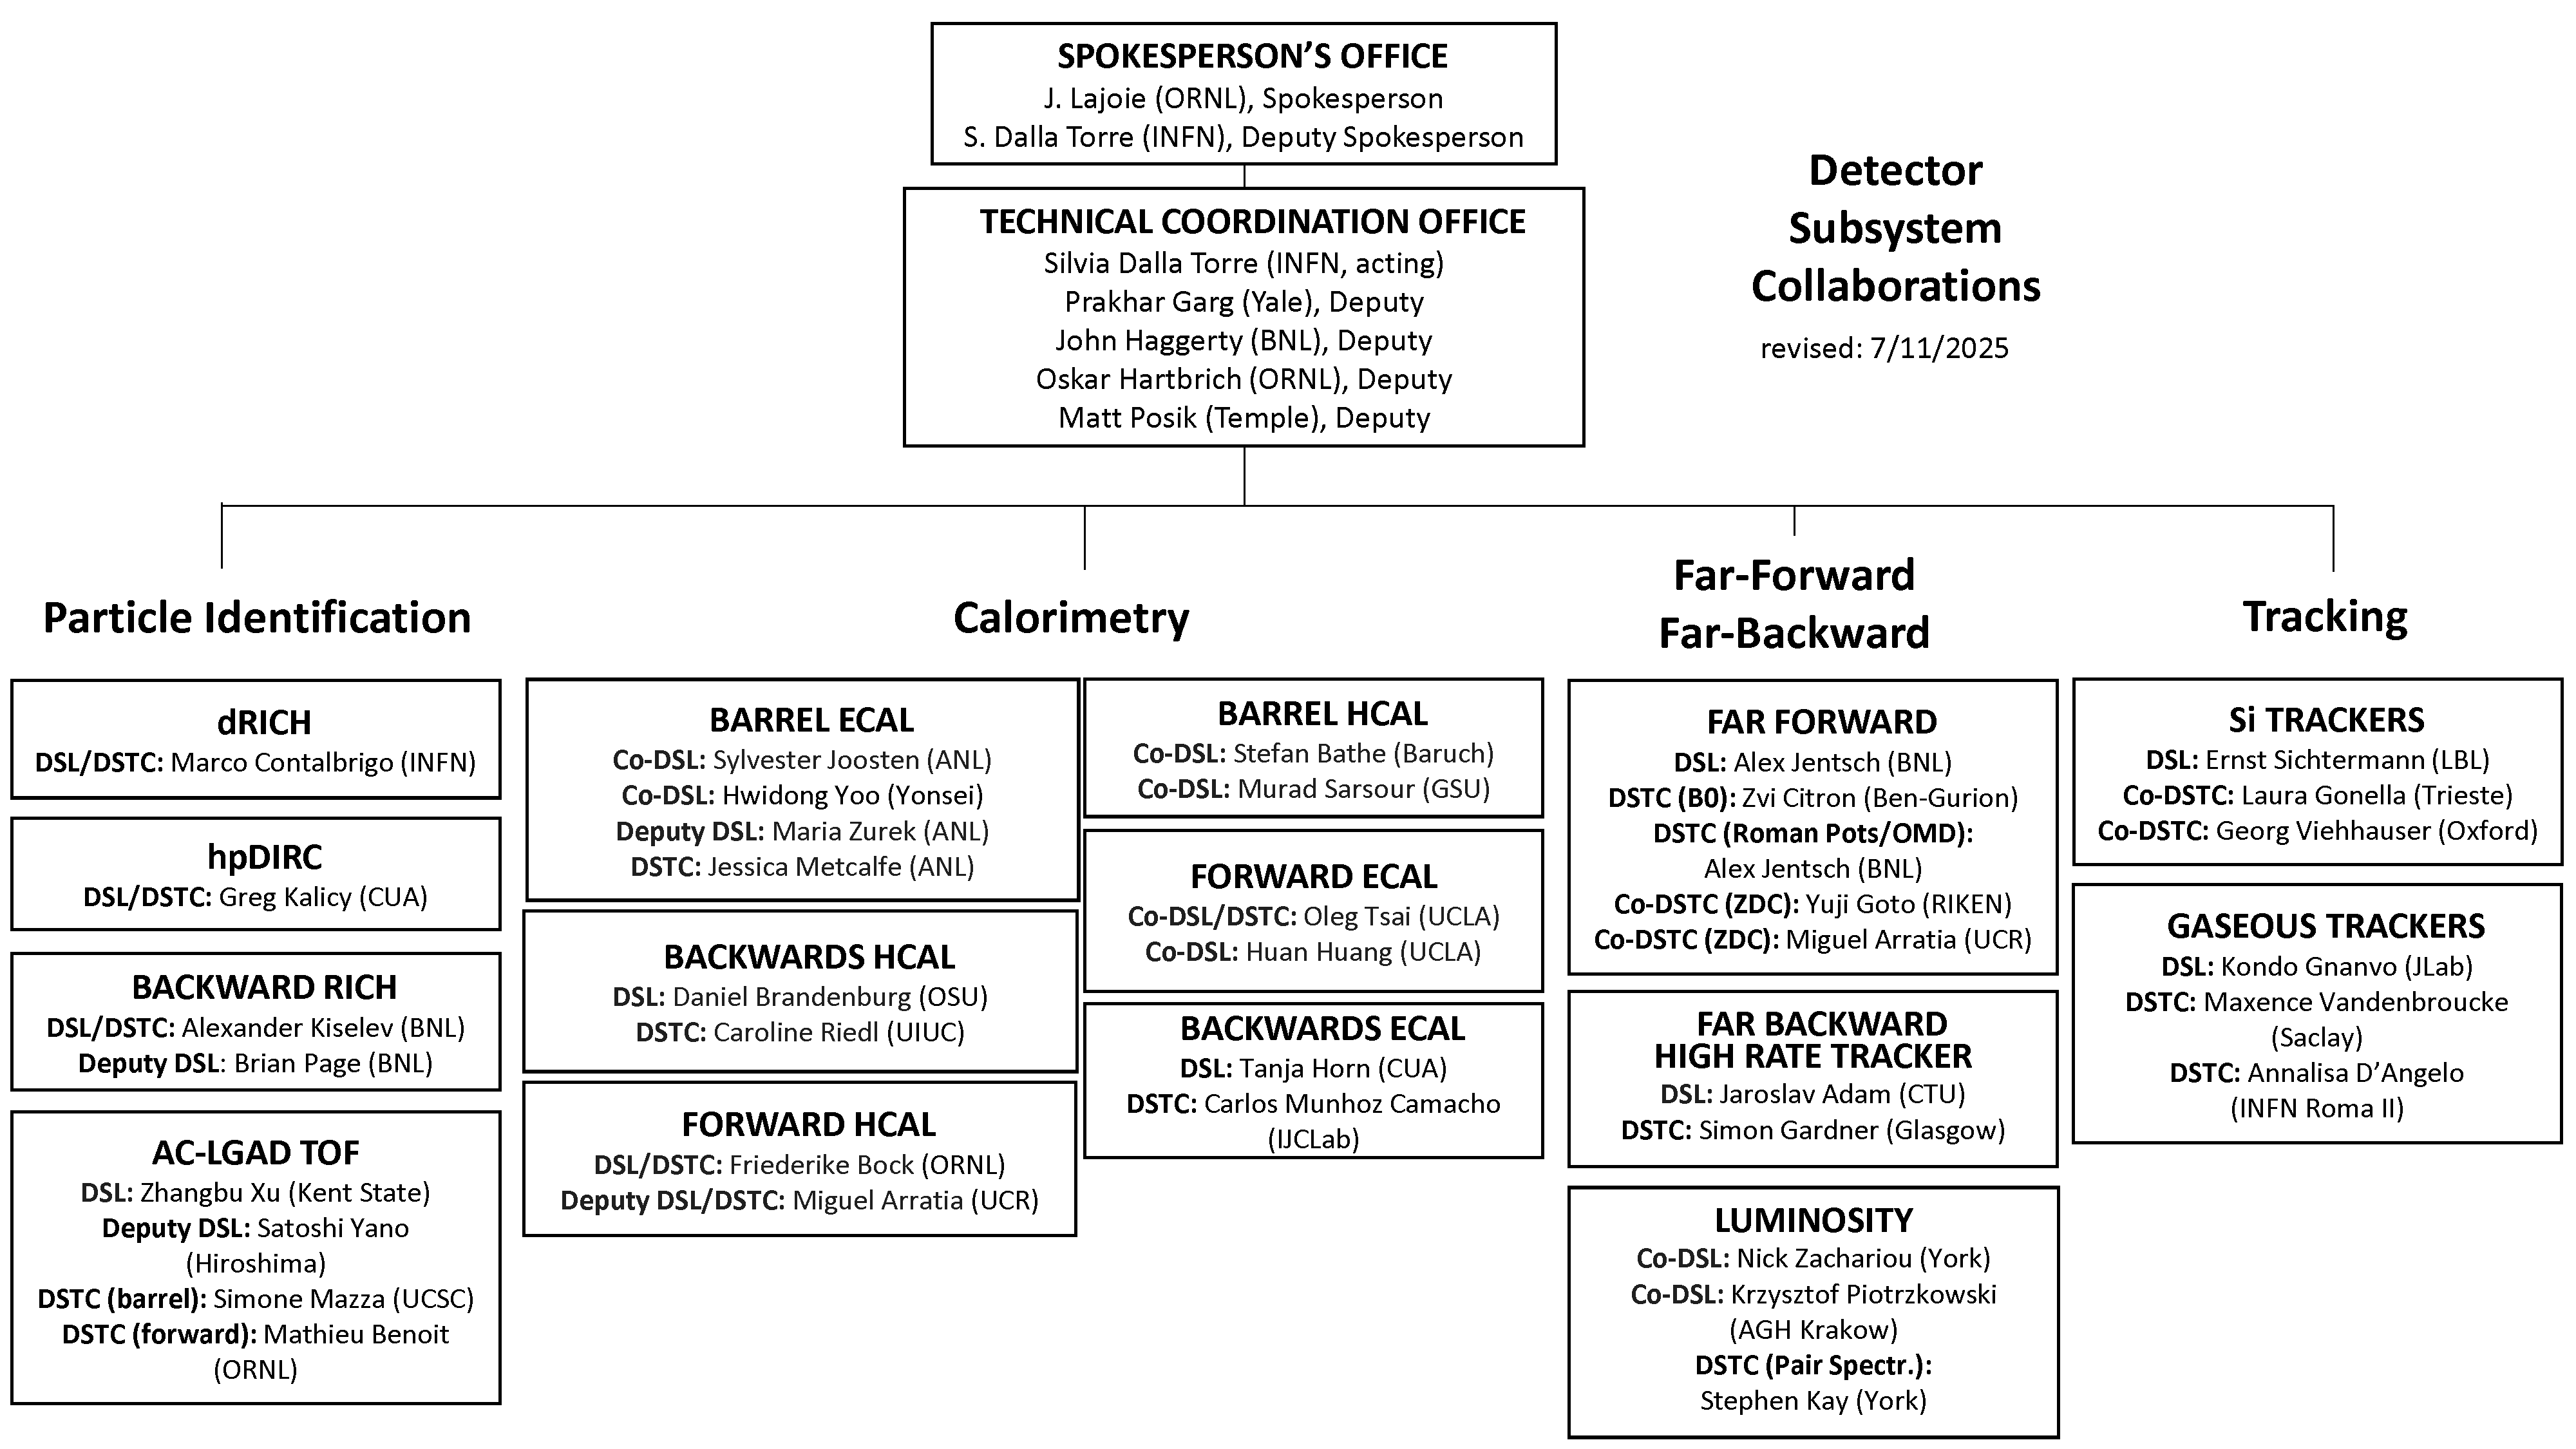 SPOKESPERSON’S OFFICE
J. Lajoie (ORNL), Spokesperson
S. Dalla Torre (INFN), Deputy Spokesperson
TECHNICAL COORDINATION OFFICE
Silvia Dalla Torre (INFN, acting)
Prakhar Garg (Yale), Deputy
John Haggerty (BNL), Deputy
Oskar Hartbrich (ORNL), Deputy
Matt Posik (Temple), Deputy
Detector
Subsystem
Collaborations
revised: 7/11/2025
Particle Identification
dRICH
DSL/DSTC: Marco Contalbrigo (INFN)
hpDIRC
DSL/DSTC: Greg Kalicy (CUA)
BACKWARD RICH
DSL/DSTC: Alexander Kiselev (BNL)
Deputy DSL: Brian Page (BNL)
AC-LGAD TOF
DSL: Zhangbu Xu (Kent State)
Deputy DSL: Satoshi Yano
(Hiroshima)
DSTC (barrel): Simone Mazza (UCSC)
DSTC (forward): Mathieu Benoit
(ORNL)
Calorimetry
BARREL ECAL
Co-DSL: Sylvester Joosten (ANL)
Co-DSL: Hwidong Yoo (Yonsei)
Deputy DSL: Maria Zurek (ANL)
DSTC: Jessica Metcalfe (ANL)
BACKWARDS HCAL
DSL: Daniel Brandenburg (OSU)
DSTC: Caroline Riedl (UIUC)
FORWARD HCAL
DSL/DSTC: Friederike Bock (ORNL)
Deputy DSL/DSTC: Miguel Arratia (UCR)
BARREL HCAL
Co-DSL: Stefan Bathe (Baruch)
Co-DSL: Murad Sarsour (GSU)
FORWARD ECAL
Co-DSL/DSTC: Oleg Tsai (UCLA)
Co-DSL: Huan Huang (UCLA)
BACKWARDS ECAL
DSL: Tanja Horn (CUA)
DSTC: Carlos Munhoz Camacho
(IJCLab)
Far-Forward
Far-Backward
FAR FORWARD
DSL: Alex Jentsch (BNL)
DSTC (B0): Zvi Citron (Ben-Gurion)
DSTC (Roman Pots/OMD):
Alex Jentsch (BNL)
Co-DSTC (ZDC): Yuji Goto (RIKEN)
Co-DSTC (ZDC): Miguel Arratia (UCR)
FAR BACKWARD
HIGH RATE TRACKER
DSL: Jaroslav Adam (CTU)
DSTC: Simon Gardner (Glasgow)
LUMINOSITY
Co-DSL: Nick Zachariou (York)
Co-DSL: Krzysztof Piotrzkowski
(AGH Krakow)
DSTC (Pair Spectr.):
Stephen Kay (York)
Tracking
Si TRACKERS
DSL: Ernst Sichtermann (LBL)
Co-DSTC: Laura Gonella (Trieste)
Co-DSTC: Georg Viehhauser (Oxford)
GASEOUS TRACKERS
DSL: Kondo Gnanvo (JLab)
DSTC: Maxence Vandenbroucke
(Saclay)
DSTC: Annalisa D’Angelo
(INFN Roma II)